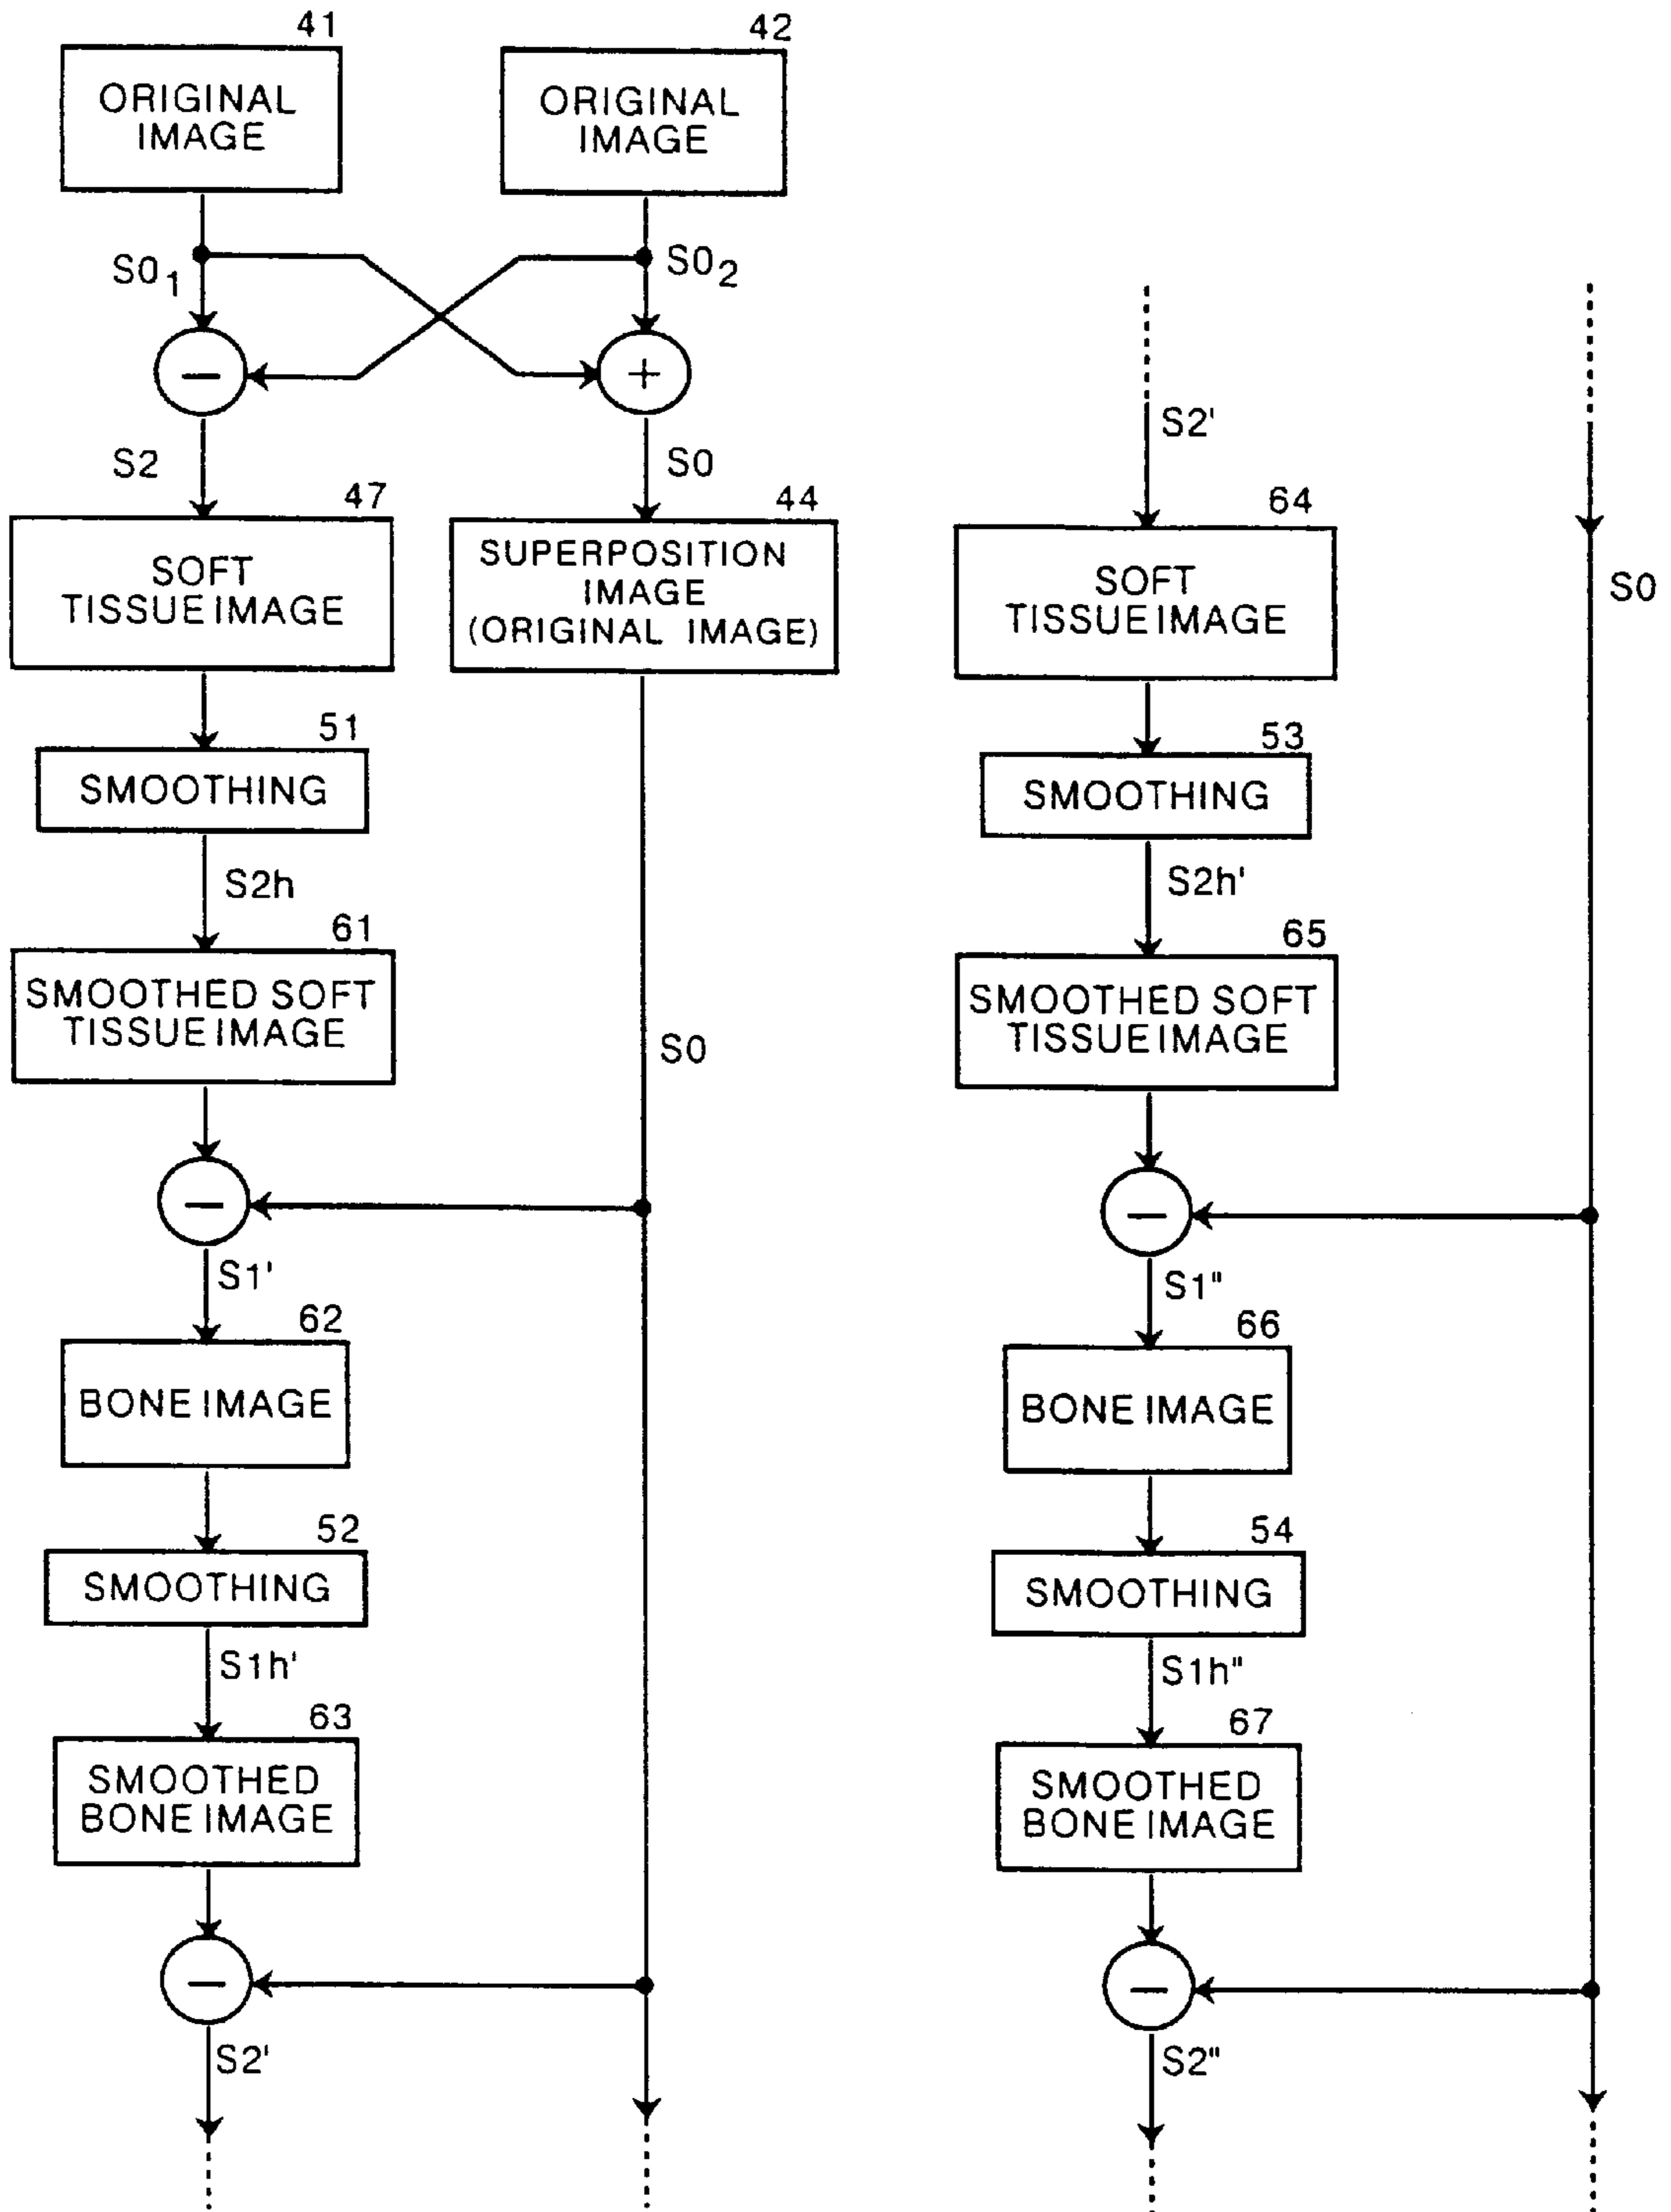 41
ORIGINAL
IMAGE
42
ORIGINAL
IMAGE
S0₁
S0₂
−
+
S2
S0
47
SOFT
TISSUE IMAGE
44
SUPERPOSITION
IMAGE
(ORIGINAL IMAGE)
51
SMOOTHING
S2h
61
SMOOTHED SOFT
TISSUE IMAGE
S0
−
S1'
62
BONE IMAGE
52
SMOOTHING
S1h'
63
SMOOTHED
BONE IMAGE
−
S2'
S2'
64
SOFT
TISSUE IMAGE
S0
53
SMOOTHING
S2h'
65
SMOOTHED SOFT
TISSUE IMAGE
−
S1"
66
BONE IMAGE
54
SMOOTHING
S1h"
67
SMOOTHED
BONE IMAGE
−
S2"